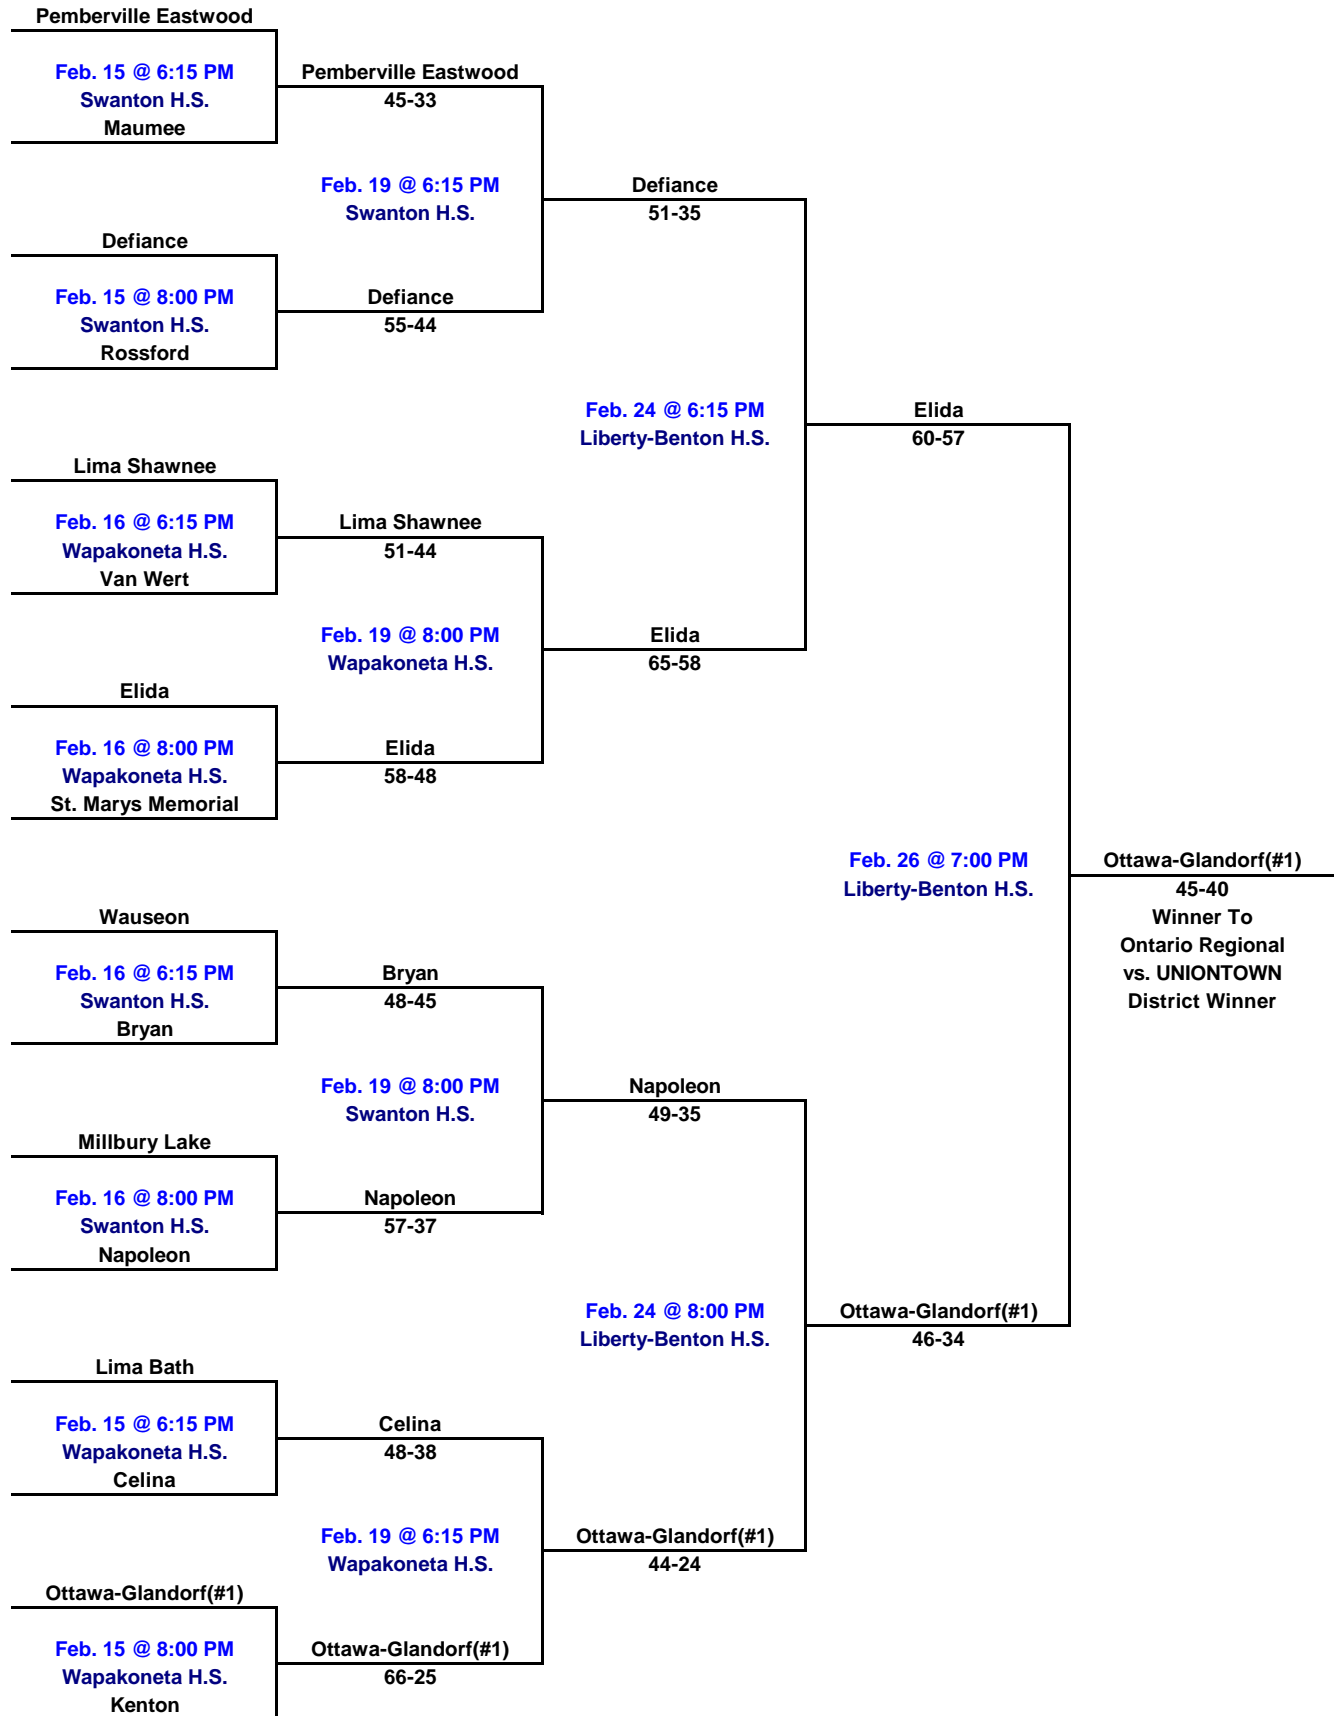 Pemberville Eastwood
Feb. 15 @ 6:15 PM
Swanton H.S.
Maumee
Pemberville Eastwood
45-33
Feb. 19 @ 6:15 PM
Swanton H.S.
Defiance
51-35
Defiance
Feb. 15 @ 8:00 PM
Swanton H.S.
Rossford
Defiance
55-44
Feb. 24 @ 6:15 PM
Liberty-Benton H.S.
Elida
60-57
Lima Shawnee
Feb. 16 @ 6:15 PM
Wapakoneta H.S.
Van Wert
Lima Shawnee
51-44
Feb. 19 @ 8:00 PM
Wapakoneta H.S.
Elida
65-58
Elida
Feb. 16 @ 8:00 PM
Wapakoneta H.S.
St. Marys Memorial
Elida
58-48
Feb. 26 @ 7:00 PM
Liberty-Benton H.S.
Ottawa-Glandorf(#1)
45-40
Winner To
Ontario Regional
vs. UNIONTOWN
District Winner
Wauseon
Feb. 16 @ 6:15 PM
Swanton H.S.
Bryan
Bryan
48-45
Feb. 19 @ 8:00 PM
Swanton H.S.
Napoleon
49-35
Millbury Lake
Feb. 16 @ 8:00 PM
Swanton H.S.
Napoleon
Napoleon
57-37
Feb. 24 @ 8:00 PM
Liberty-Benton H.S.
Ottawa-Glandorf(#1)
46-34
Lima Bath
Feb. 15 @ 6:15 PM
Wapakoneta H.S.
Celina
Celina
48-38
Feb. 19 @ 6:15 PM
Wapakoneta H.S.
Ottawa-Glandorf(#1)
44-24
Ottawa-Glandorf(#1)
Feb. 15 @ 8:00 PM
Wapakoneta H.S.
Kenton
Ottawa-Glandorf(#1)
66-25